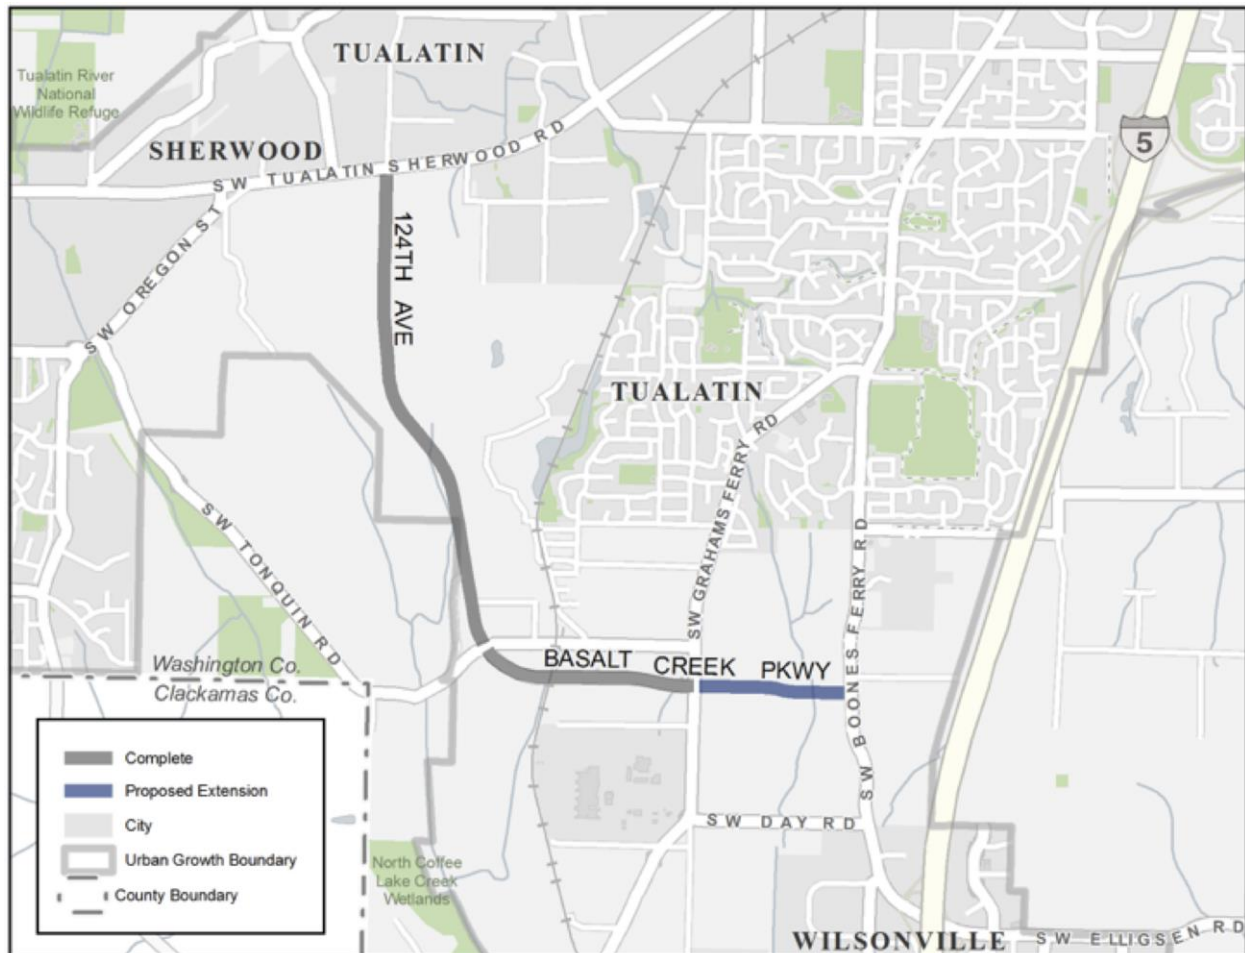 TUALATIN
Tualatin River
National
Wildlife Refuge
SHERWOOD
SW TUALATIN SHERWOOD RD
5
124TH AVE
SW OREGON ST
TUALATIN
SW GRAHAMS FERRY RD
SW BOONES FERRY RD
SW TONQUIN RD
BASALT CREEK PKWY
Washington Co.
Clackamas Co.
Complete
Proposed Extension
City
Urban Growth Boundary
County Boundary
SW DAY RD
North Coffee
Lake Creek
Wetlands
WILSONVILLE
SW ELLIGSEN RD